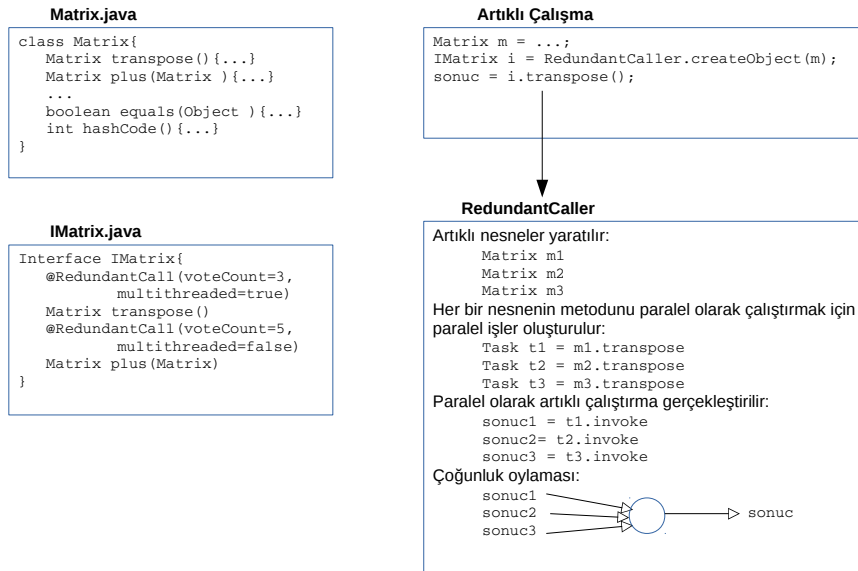 Matrix.java
class Matrix{
Matrix transpose(){...}
Matrix plus(Matrix ){...}
...
boolean equals(Object ){...}
int hashCode(){...}
}
IMatrix.java
Interface IMatrix{
@RedundantCall(voteCount=3,
multithreaded=true)
Matrix transpose()
@RedundantCall(voteCount=5,
multithreaded=false)
Matrix plus(Matrix)
}
Artıklı Çalışma
Matrix m = ...;
IMatrix i = RedundantCaller.createObject(m);
sonuc = i.transpose();
RedundantCaller
Artıklı nesneler yaratılır:
Matrix m1
Matrix m2
Matrix m3
Her bir nesnenin metodunu paralel olarak çalıştırmak için
paralel işler oluşturulur:
Task t1 = m1.transpose
Task t2 = m2.transpose
Task t3 = m3.transpose
Paralel olarak artıklı çalıştırma gerçekleştirilir:
sonuc1 = t1.invoke
sonuc2= t2.invoke
sonuc3 = t3.invoke
Çoğunluk oylaması:
sonuc1
sonuc2
sonuc3
sonuc